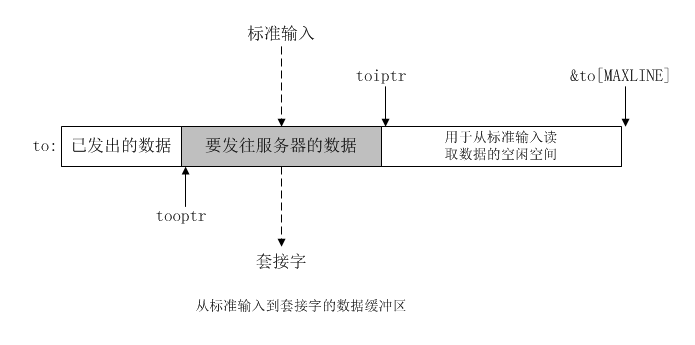 标准输入
toiptr
&to[MAXLINE]
to:
已发出的数据
要发往服务器的数据
用于从标准输入读
取数据的空闲空间
tooptr
套接字
从标准输入到套接字的数据缓冲区